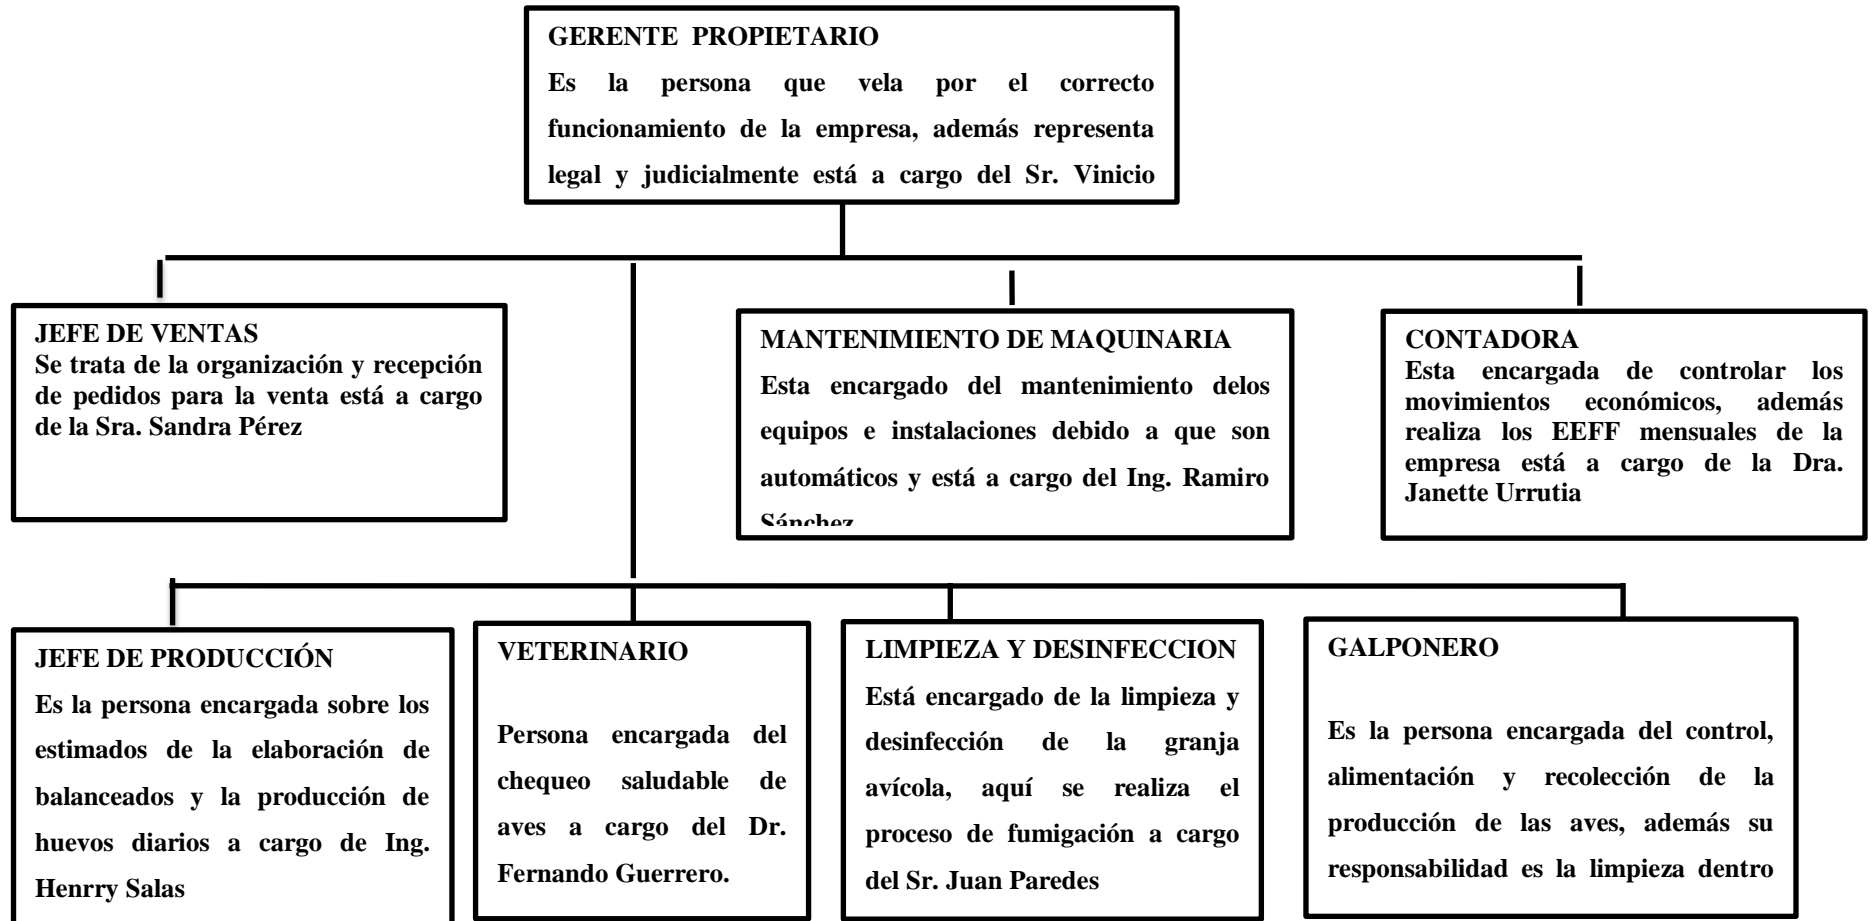 GERENTE PROPIETARIO
Es la persona que vela por el correcto
funcionamiento de la empresa, además representa
legal y judicialmente está a cargo del Sr. Vinicio
JEFE DE VENTAS
Se trata de la organización y recepción
de pedidos para la venta está a cargo
de la Sra. Sandra Pérez
MANTENIMIENTO DE MAQUINARIA
Esta encargado del mantenimiento delos
equipos e instalaciones debido a que son
automáticos y está a cargo del Ing. Ramiro
Sánchez
CONTADORA
Esta encargada de controlar los
movimientos económicos, además
realiza los EEFF mensuales de la
empresa está a cargo de la Dra.
Janette Urrutia
JEFE DE PRODUCCIÓN
Es la persona encargada sobre los
estimados de la elaboración de
balanceados y la producción de
huevos diarios a cargo de Ing.
Henrry Salas
VETERINARIO
Persona encargada del
chequeo saludable de
aves a cargo del Dr.
Fernando Guerrero.
LIMPIEZA Y DESINFECCION
Está encargado de la limpieza y
desinfección de la granja
avícola, aquí se realiza el
proceso de fumigación a cargo
del Sr. Juan Paredes
GALPONERO
Es la persona encargada del control,
alimentación y recolección de la
producción de las aves, además su
responsabilidad es la limpieza dentro